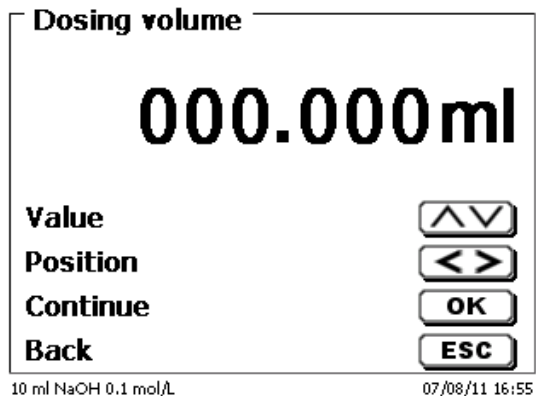 Dosing volume
000.000ml
Value
Position < >
Continue OK
Back ESC
10 ml NaOH 0.1 mol/L 07/08/11 16:55